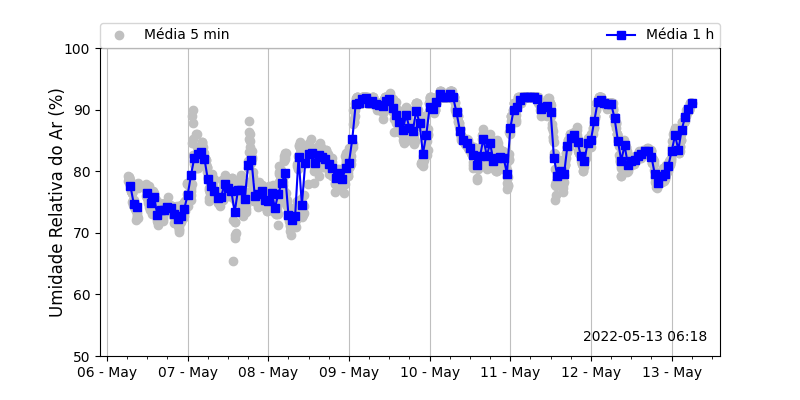 Média 5 min
Média 1 h
Umidade Relativa do Ar (%)
100
90
80
70
60
50
2022-05-13 06:18
06 - May
07 - May
08 - May
09 - May
10 - May
11 - May
12 - May
13 - May